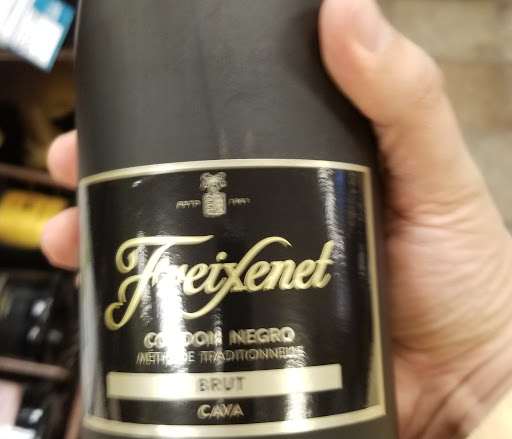 Freixenet
CORDON NEGRO
MÉTHODE TRADITIONNELLE
BRUT
CAVA